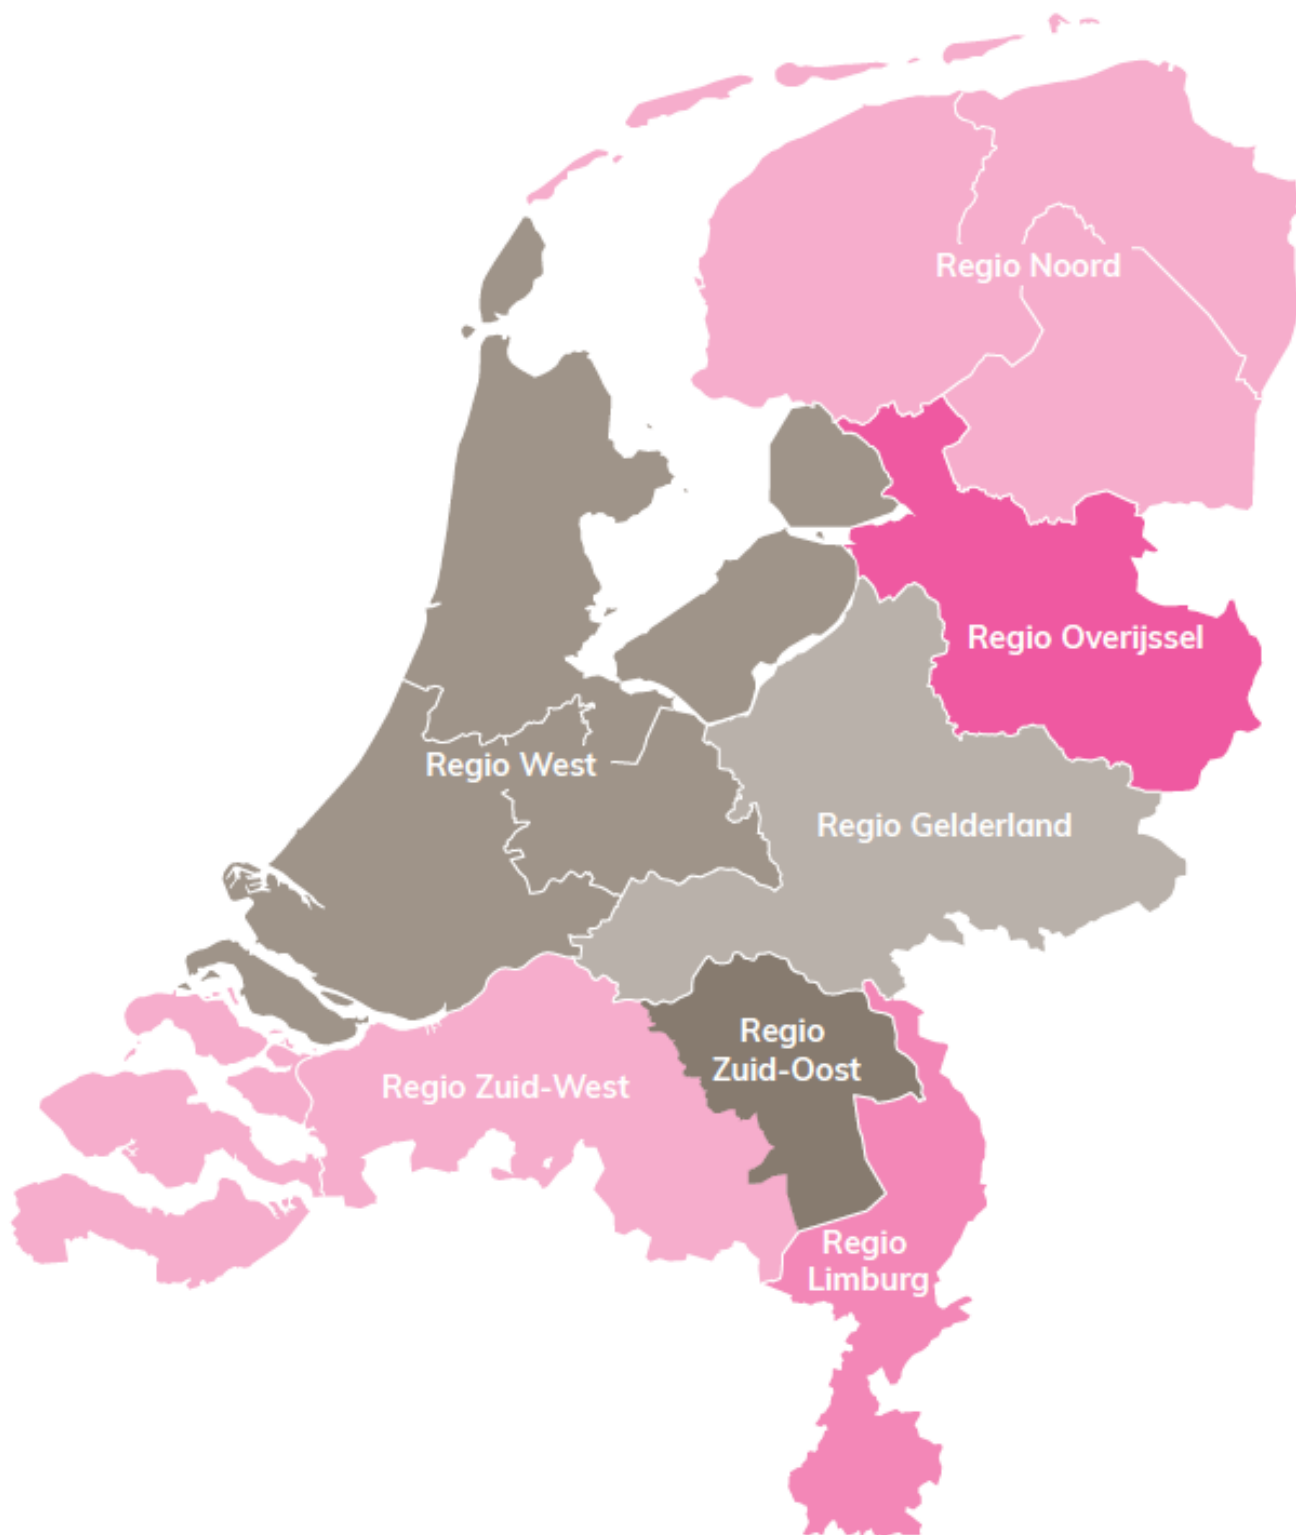 Regio Noord
Regio Overijssel
Regio West
Regio Gelderland
Regio
Zuid-Oost
Regio Zuid-West
Regio
Limburg